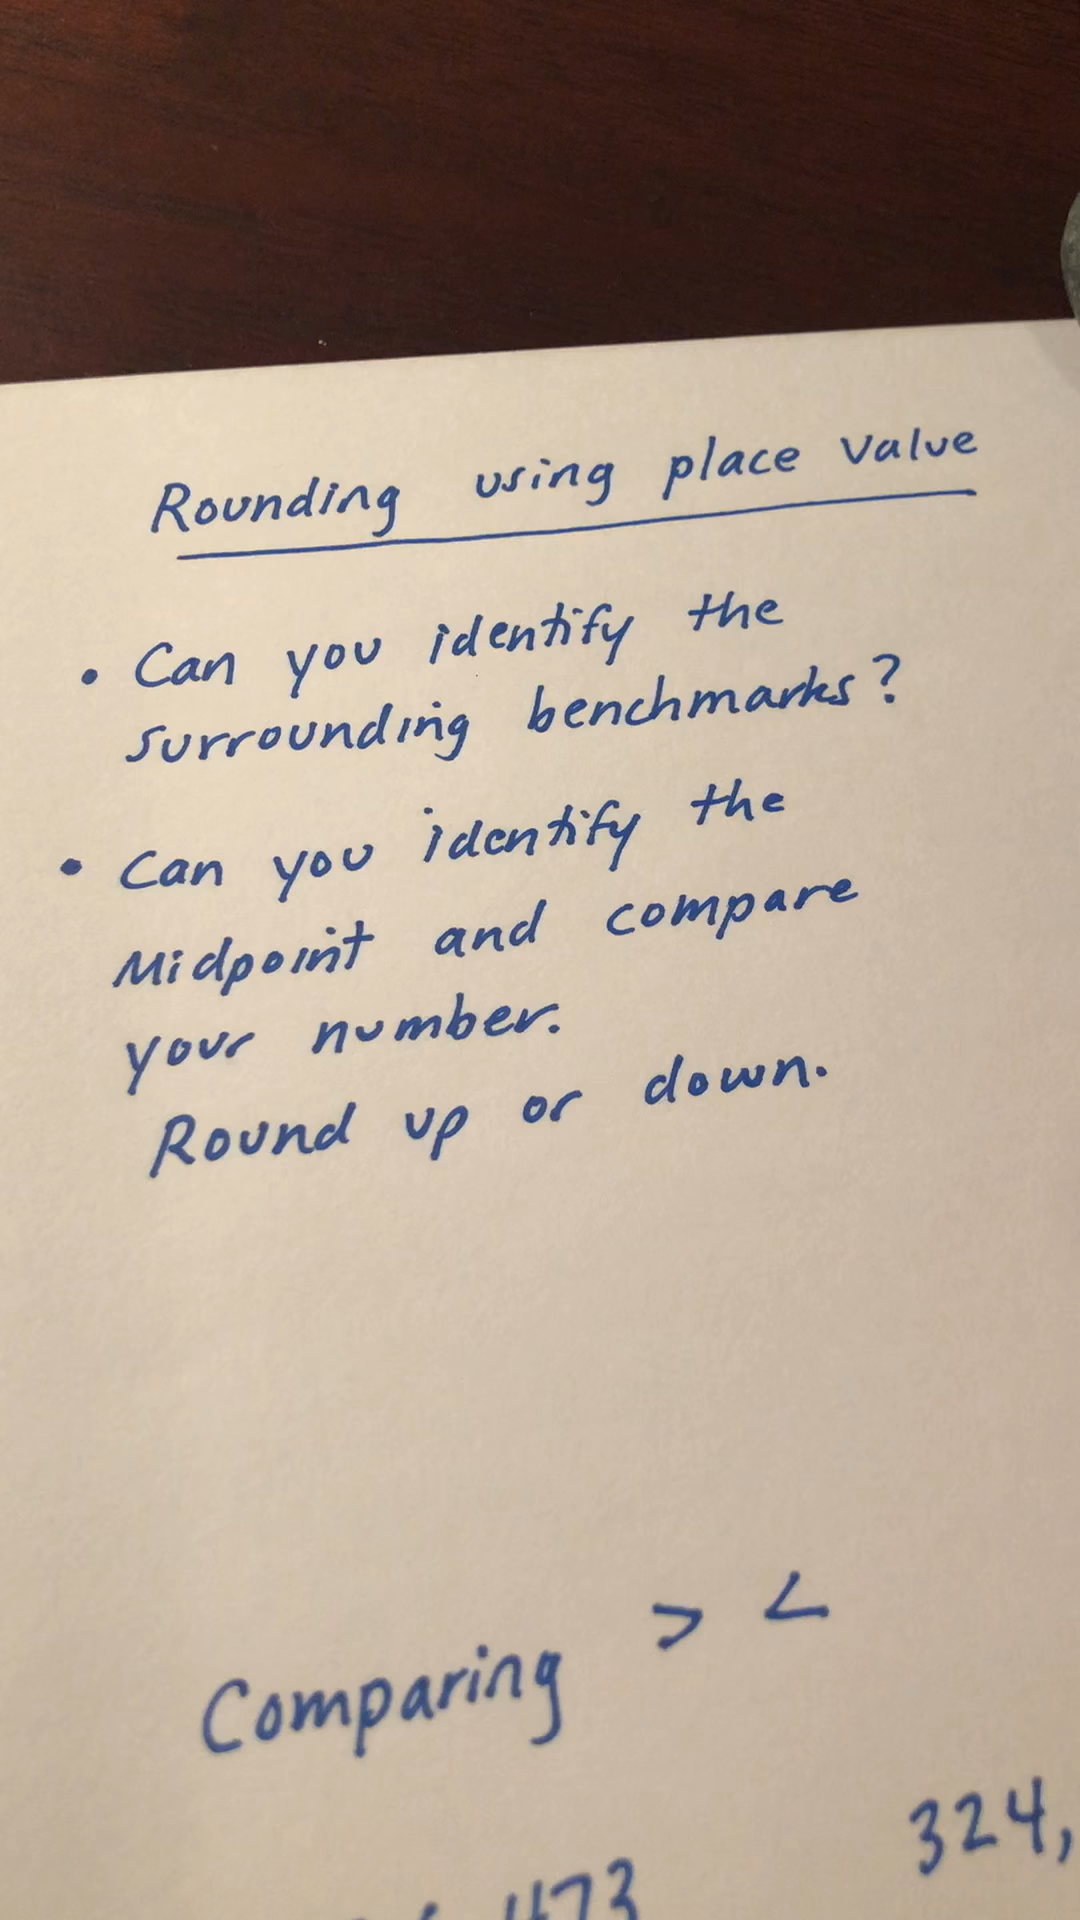 Rounding using place value
• Can you identify the
surrounding benchmarks?
• Can you identify the
Midpoint and compare
your number.
Round up or down.
Comparing > <
324,
473